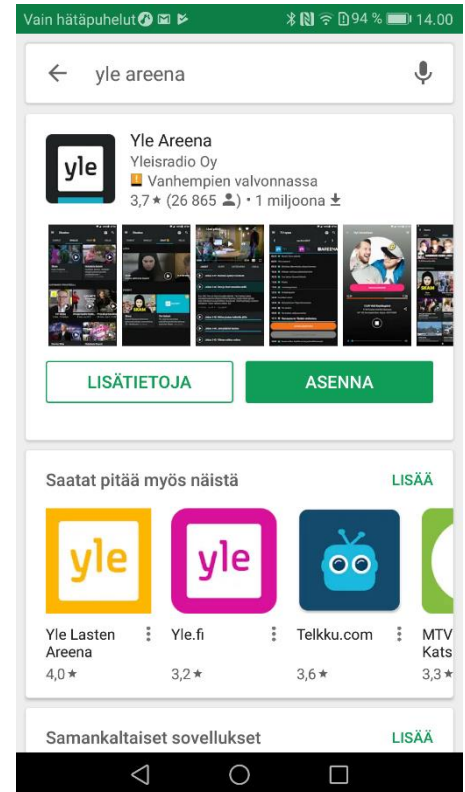 Vain hätäpuhelut 94 % 14.00
yle areena
yle
Yle Areena
Yleisradio Oy
Vanhempien valvonnassa
3,7 ★ (26 865) • 1 miljoona
LISÄTIETOJA
ASENNA
Saatat pitää myös näistä
LISÄÄ
yle
yle
Yle Lasten
Areena
4,0 ★
Yle.fi
3,2 ★
Telkku.com
3,6 ★
MTV
Kats
3,3 ★
Samankaltaiset sovellukset
LISÄÄ